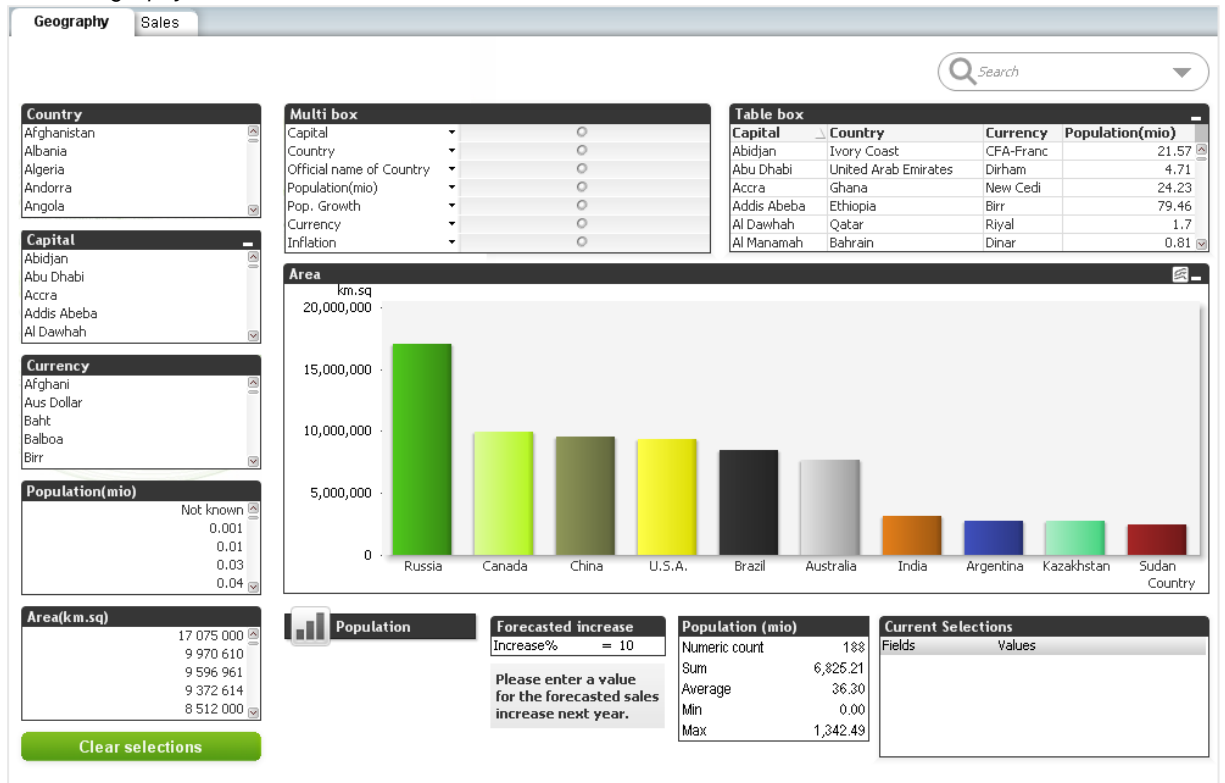 Geography Sales
Search
Country
Afghanistan
Albania
Algeria
Andorra
Angola
Capital
Abidjan
Abu Dhabi
Accra
Addis Abeba
Al Dawhah
Currency
Afghani
Aus Dollar
Baht
Balboa
Birr
Population(mio)
Not known
0.001
0.01
0.03
0.04
Area(km.sq)
17 075 000
9 970 610
9 596 961
9 372 614
8 512 000
Clear selections
Multi box
Capital
Country
Official name of Country
Population(mio)
Pop. Growth
Currency
Inflation
Table box
Capital Country Currency Population(mio)
Abidjan Ivory Coast CFA-Franc 21.57
Abu Dhabi United Arab Emirates Dirham 4.71
Accra Ghana New Cedi 24.23
Addis Abeba Ethiopia Birr 79.46
Al Dawhah Qatar Riyal 1.7
Al Manamah Bahrain Dinar 0.81
Area
km.sq
20,000,000
15,000,000
10,000,000
5,000,000
0
Russia Canada China U.S.A. Brazil Australia India Argentina Kazakhstan Sudan
Country
Population
Forecasted increase
Increase% = 10
Please enter a value
for the forecasted sales
increase next year.
Population (mio)
Numeric count 188
Sum 6,825.21
Average 36.30
Min 0.00
Max 1,342.49
Current Selections
Fields Values